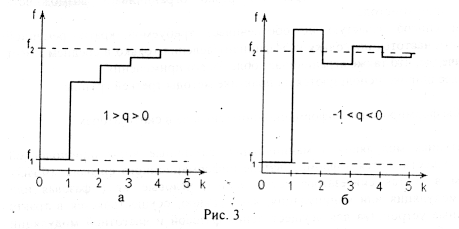 f
f
f₂
f₂
1 > q > 0
-1 < q < 0
f₁
f₁
0 1 2 3 4 5 k
0 1 2 3 4 5 k
а
б
Рис. 3